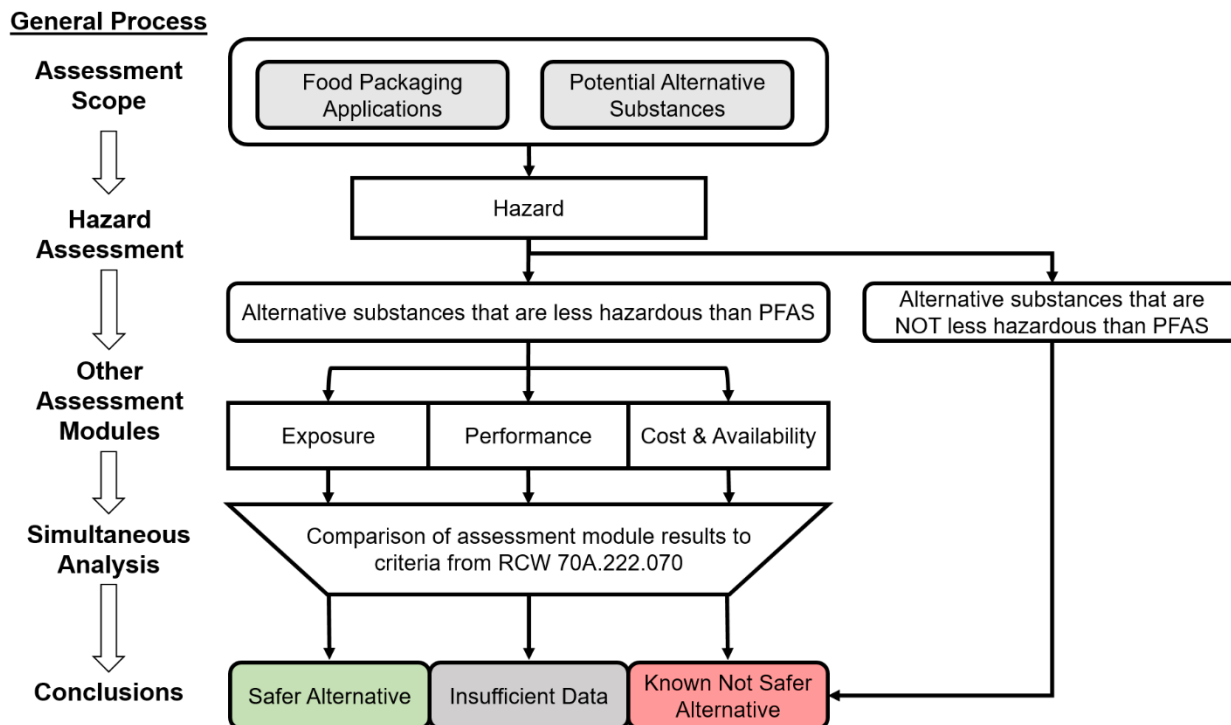 General Process
Assessment
Scope
Food Packaging
Applications
Potential Alternative
Substances
Hazard
Assessment
Hazard
Alternative substances that are less hazardous than PFAS
Alternative substances that are
NOT less hazardous than PFAS
Other
Assessment
Modules
Exposure
Performance
Cost & Availability
Simultaneous
Analysis
Comparison of assessment module results to
criteria from RCW 70A.222.070
Conclusions
Safer Alternative
Insufficient Data
Known Not Safer
Alternative